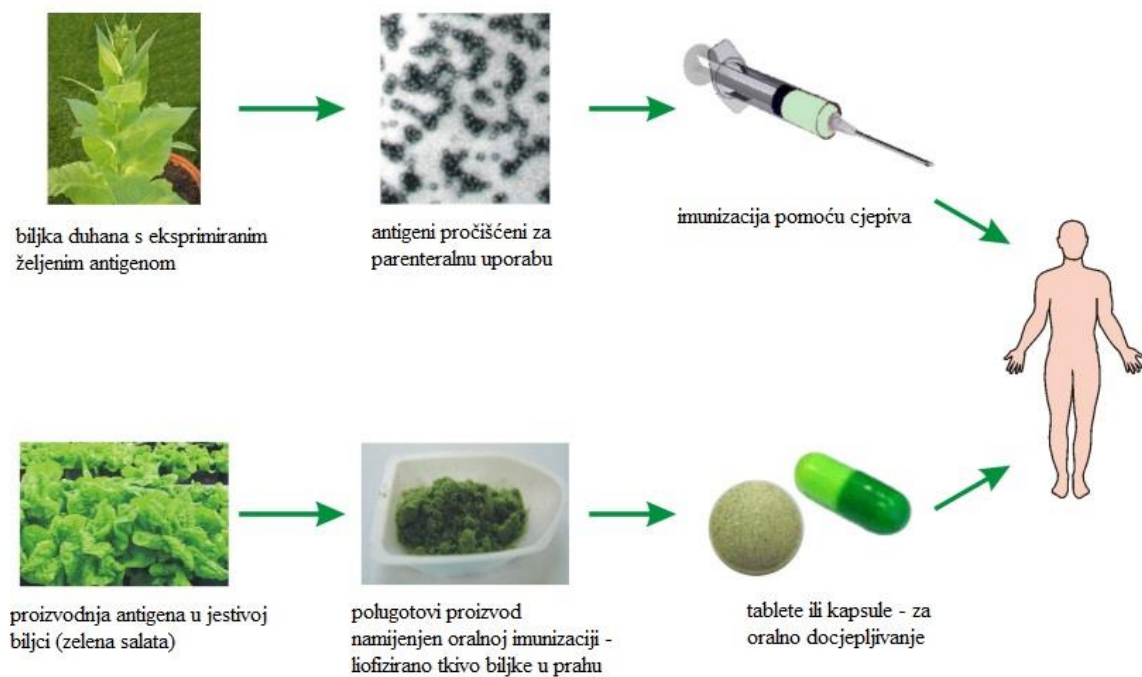 biljka duhana s eksprimiranim
željenim antigenom
antigeni pročišćeni za
parenteralnu uporabu
imunizacija pomoću cjepiva
proizvodnja antigena u jestivoj
biljci (zelena salata)
polugotovi proizvod
namijenjen oralnoj imunizaciji -
liofizirano tkivo biljke u prahu
tablete ili kapsule - za
oralno docjepljivanje